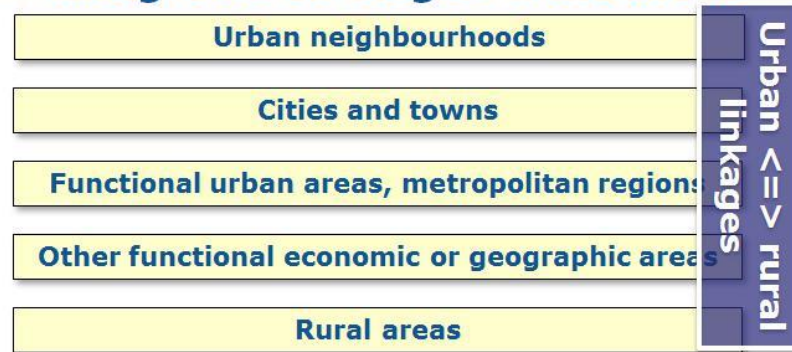 Urban neighbourhoods
Cities and towns
Functional urban areas, metropolitan regions
Other functional economic or geographic areas
Rural areas
Urban <=> rural
linkages